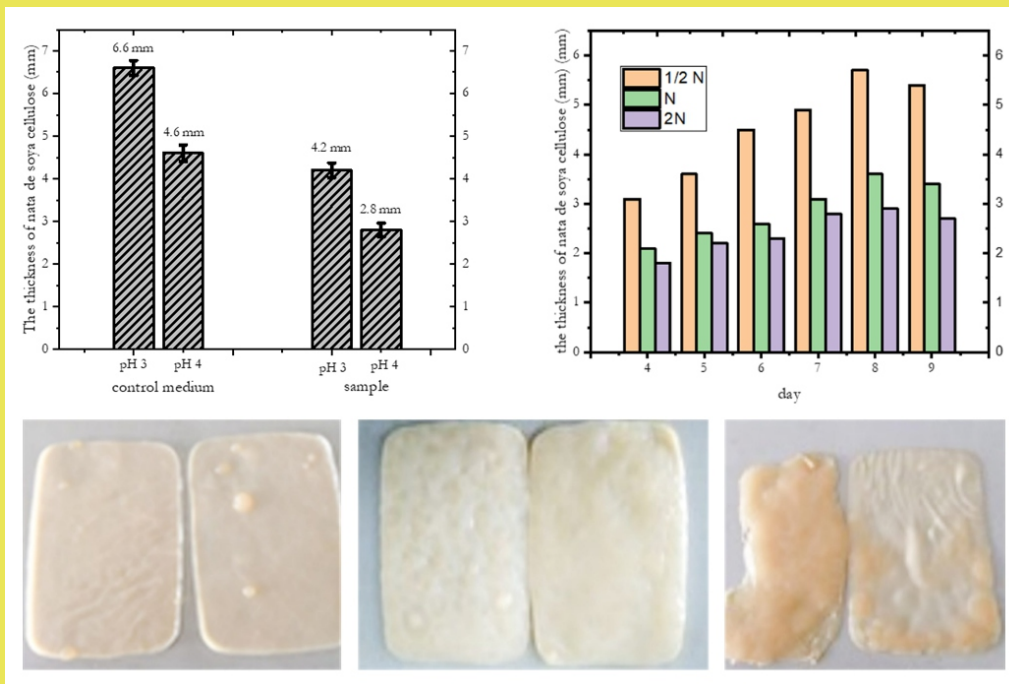 The thickness of nata de soya cellulose (mm)
7
6
5
4
3
2
1
0
6.6 mm
4.6 mm
4.2 mm
2.8 mm
7
6
5
4
3
2
1
0
pH 3
pH 4
pH 3
pH 4
control medium
sample
the thickness of nata de soya cellulose (mm) (mm)
6
5
4
3
2
1
0
1/2 N
N
2N
6
5
4
3
2
1
0
4
5
6
7
8
9
day